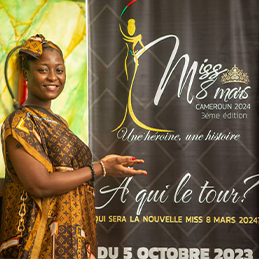 Miss
8 mars
CAMEROUN 2024
3ème édition
Une héroïne, une histoire
A qui le tour?
QUI SERA LA NOUVELLE MISS 8 MARS 2024?
DU 5 OCTOBRE 2023